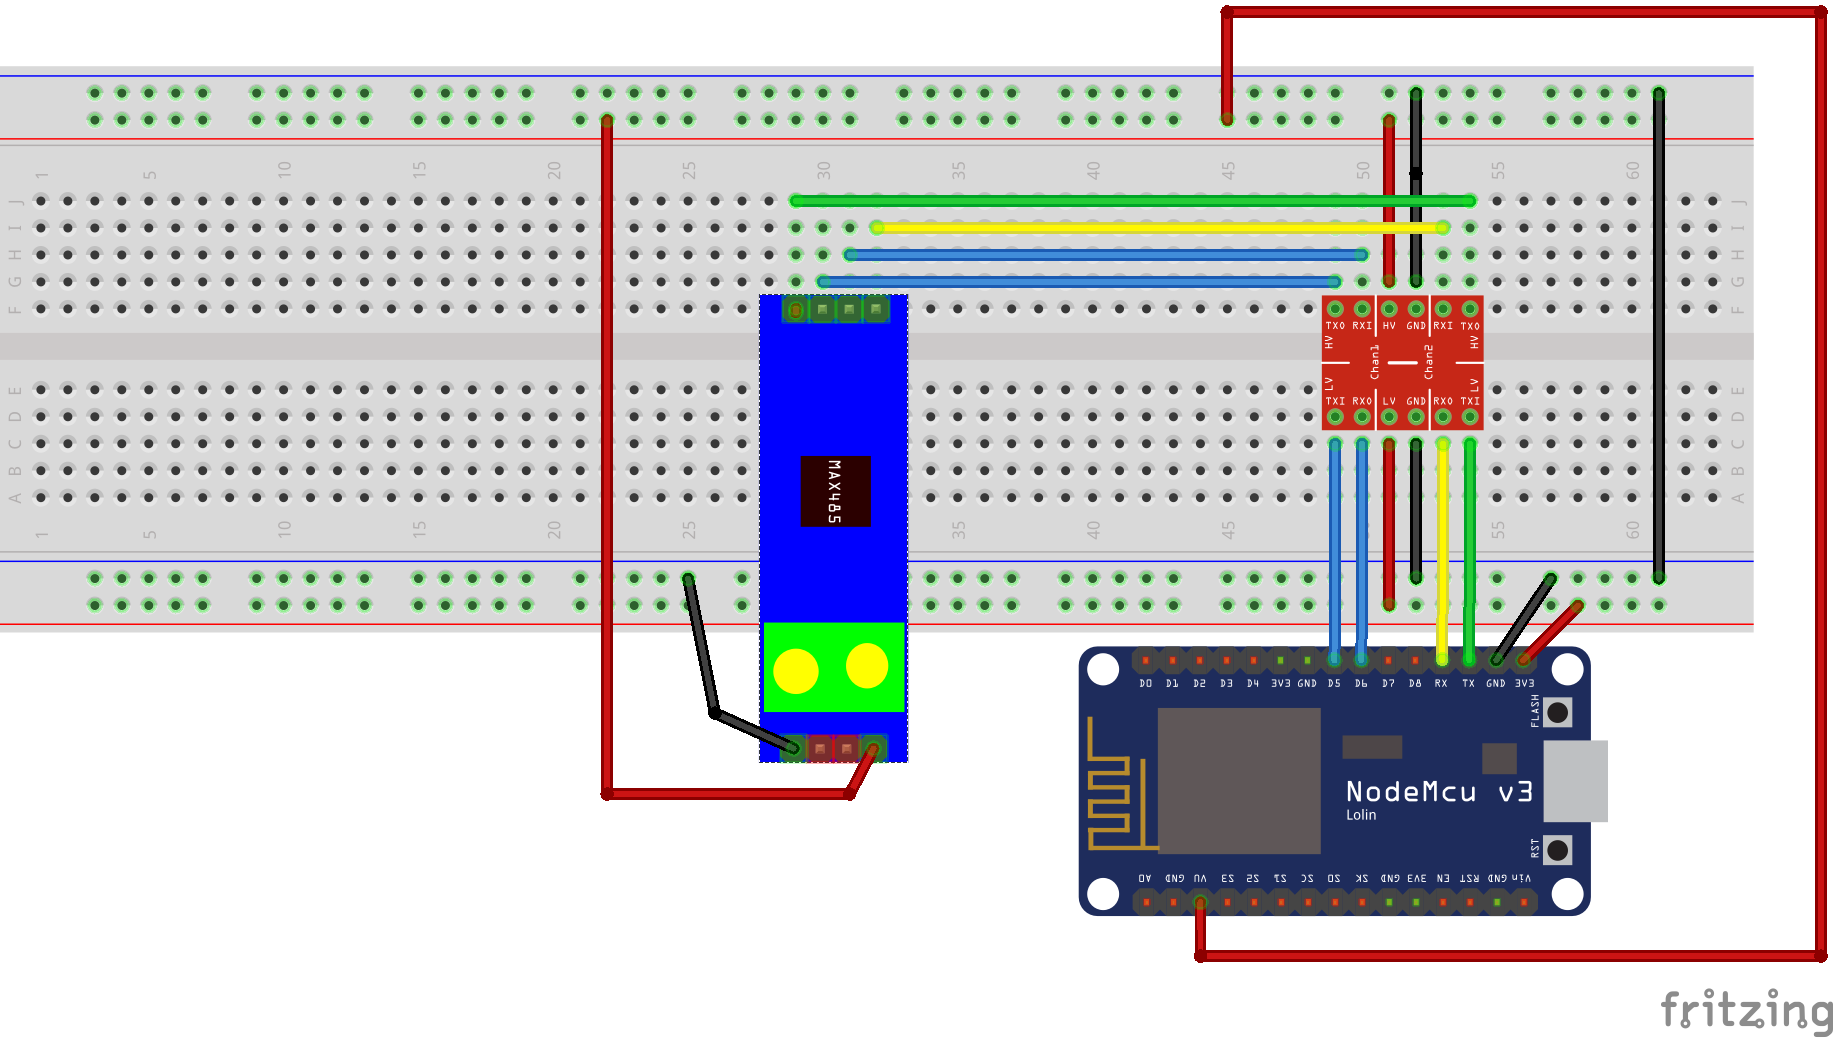 1 5 10 15 20 25 30 35 40 45 50 55 60
J J
I I
H H
G G
F F
TXO RXI HV GND RXI TXO
HV HV
Chan1 Chan2
LV LV
TXI RXO LV GND RXO TXI
E E
D D
C C
B B
A A
MAX485
1 5 10 15 20 25 35 40 45 55 60
D0 D1 D2 D3 D4 3V3 GND D5 D6 D7 D8 RX TX GND 3V3
FLASH
NodeMcu v3
Lolin
RST
A0 GND VU S3 S2 S1 SC SO SK GND 3V3 EN RST GND Vin
fritzing